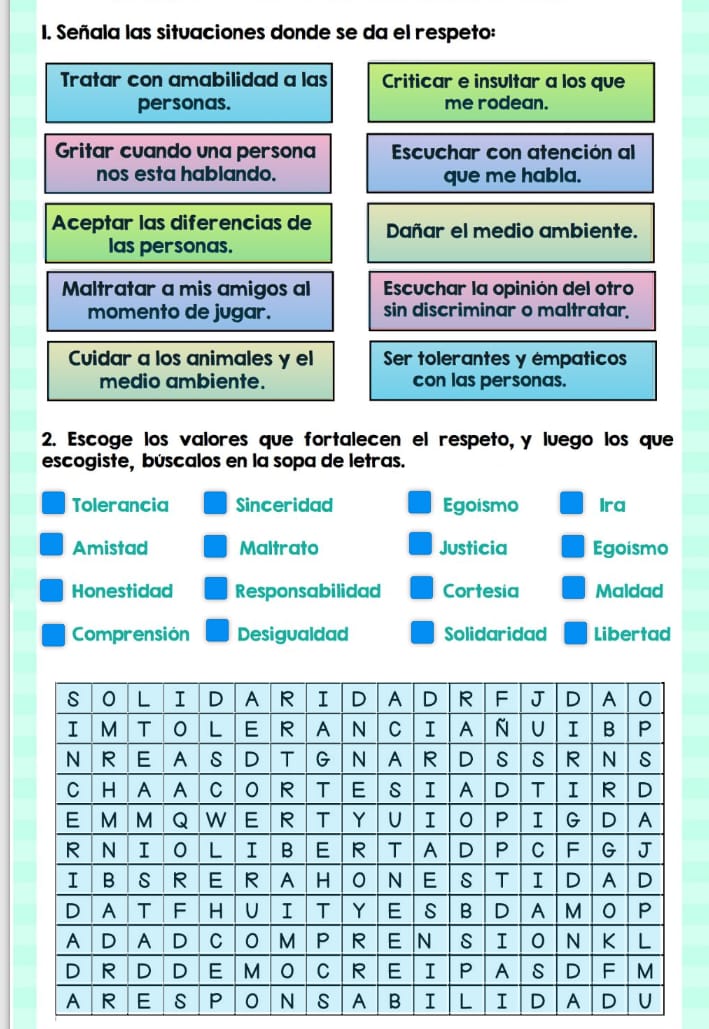 1. Señala las situaciones donde se da el respeto:
Tratar con amabilidad a las
personas.
Criticar e insultar a los que
me rodean.
Gritar cuando una persona
nos esta hablando.
Escuchar con atención al
que me habla.
Aceptar las diferencias de
las personas.
Dañar el medio ambiente.
Maltratar a mis amigos al
momento de jugar.
Escuchar la opinión del otro
sin discriminar o maltratar.
Cuidar a los animales y el
medio ambiente.
Ser tolerantes y émpaticos
con las personas.
2. Escoge los valores que fortalecen el respeto, y luego los que
escogiste, búscalos en la sopa de letras.
Tolerancia Sinceridad Egoísmo Ira
Amistad Maltrato Justicia Egoísmo
Honestidad Responsabilidad Cortesía Maldad
Comprensión Desigualdad Solidaridad Libertad
S O L I D A R I D A D R F J D A O
I M T O L E R A N C I A Ñ U I B P
N R E A S D T G N A R D S S R N S
C H A A C O R T E S I A D T I R D
E M M Q W E R T Y U I O P I G D A
R N I O L I B E R T A D P C F G J
I B S R E R A H O N E S T I D A D
D A T F H U I T Y E S B D A M O P
A D A D C O M P R E N S I O N K L
D R D D E M O C R E I P A S D F M
A R E S P O N S A B I L I D A D U